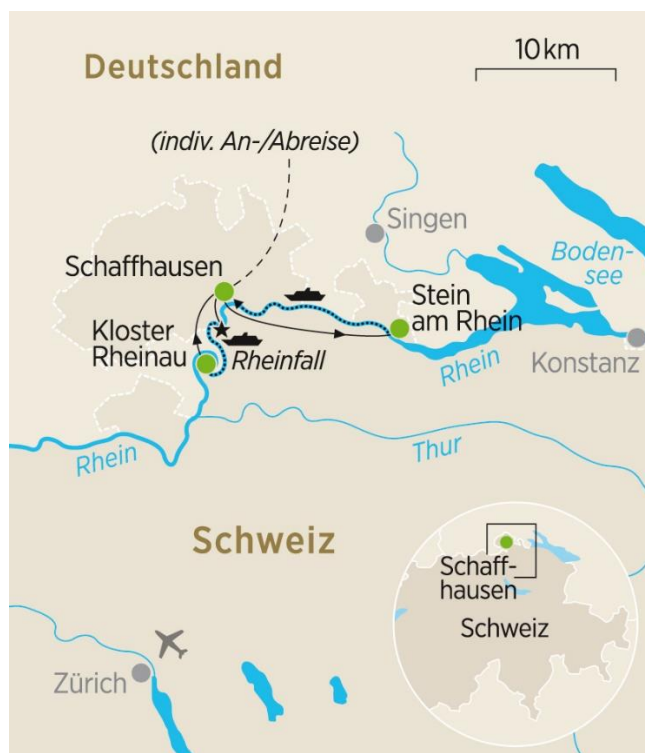 10 km
Deutschland
(indiv. An-/Abreise)
Singen
Boden-
see
Schaffhausen
Stein
am Rhein
Kloster
Rheinau
Rheinfall
Rhein
Konstanz
Rhein
Thur
Schweiz
Schaff-
hausen
Schweiz
Zürich